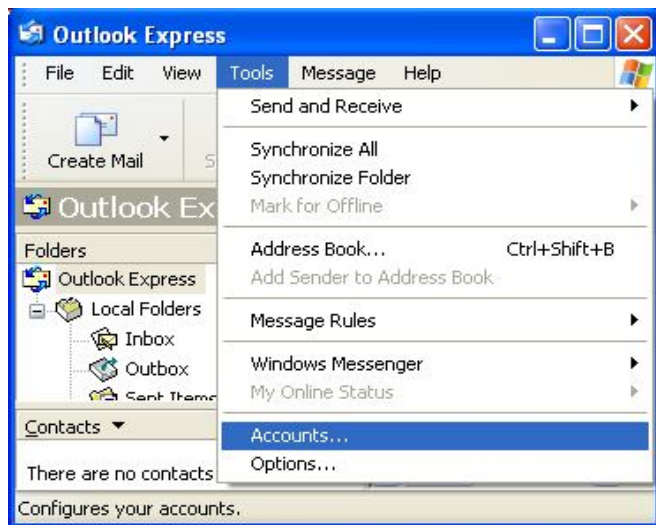 Outlook Express
File Edit View Tools Message Help
Create Mail
Send and Receive
Synchronize All
Synchronize Folder
Mark for Offline
Address Book... Ctrl+Shift+B
Add Sender to Address Book
Message Rules
Windows Messenger
My Online Status
Accounts...
Options...
Outlook Ex
Folders
Outlook Express
Local Folders
Inbox
Outbox
Sent Items
Contacts
There are no contacts
Configures your accounts.